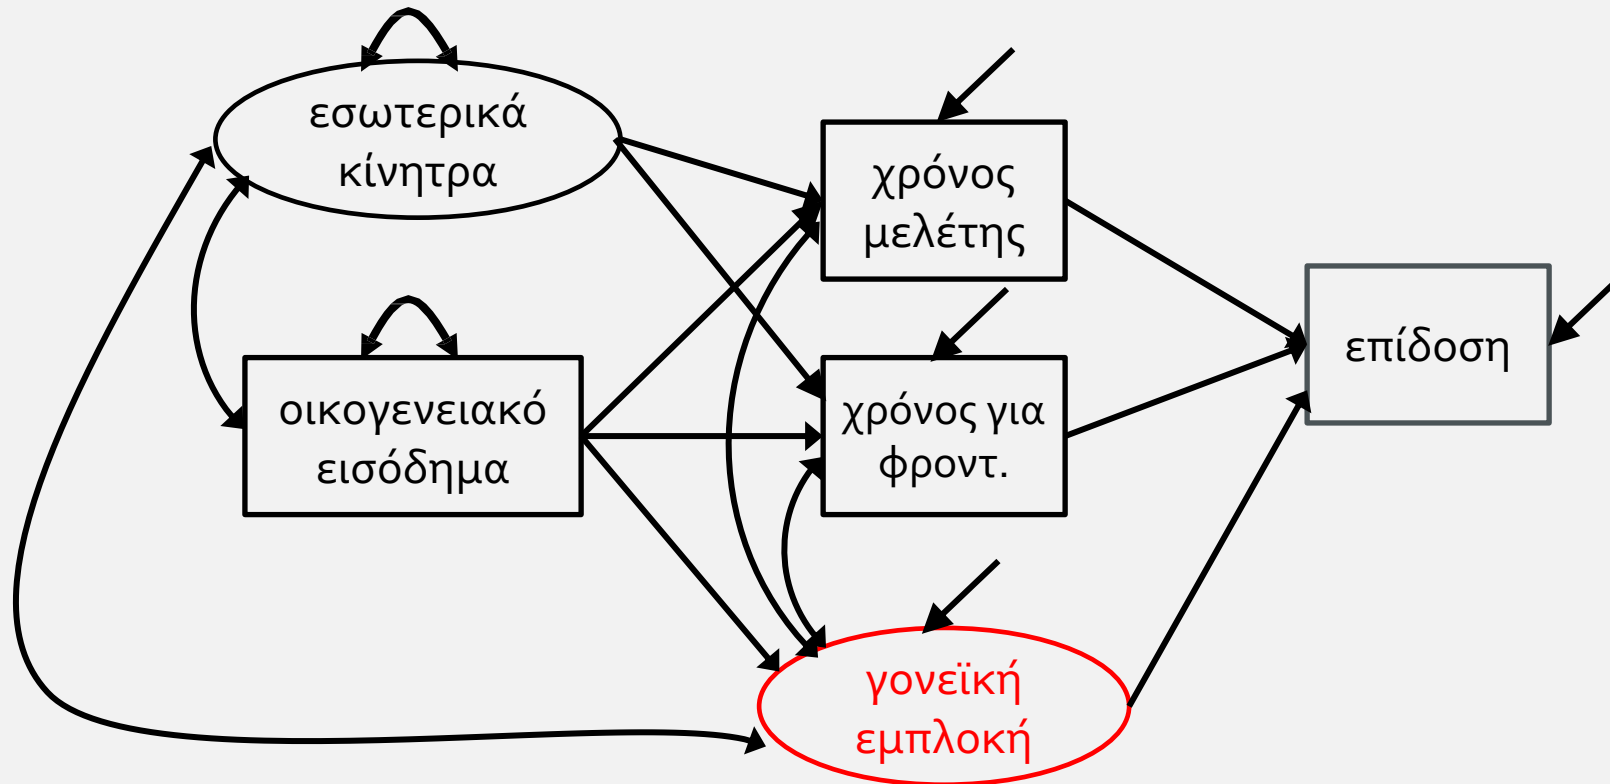 εσωτερικά
κίνητρα
χρόνος
μελέτης
επίδοση
οικογενειακό
εισόδημα
χρόνος για
φροντ.
γονεϊκή
εμπλοκή